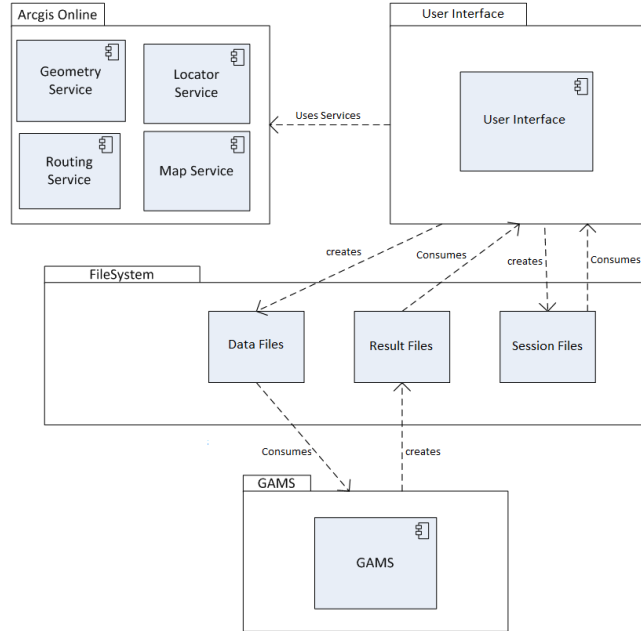 Arcgis Online
User Interface
Geometry
Service
Locator
Service
Routing
Service
Map Service
Uses Services
User Interface
creates
Consumes
creates
Consumes
FileSystem
Data Files
Result Files
Session Files
Consumes
creates
GAMS
GAMS